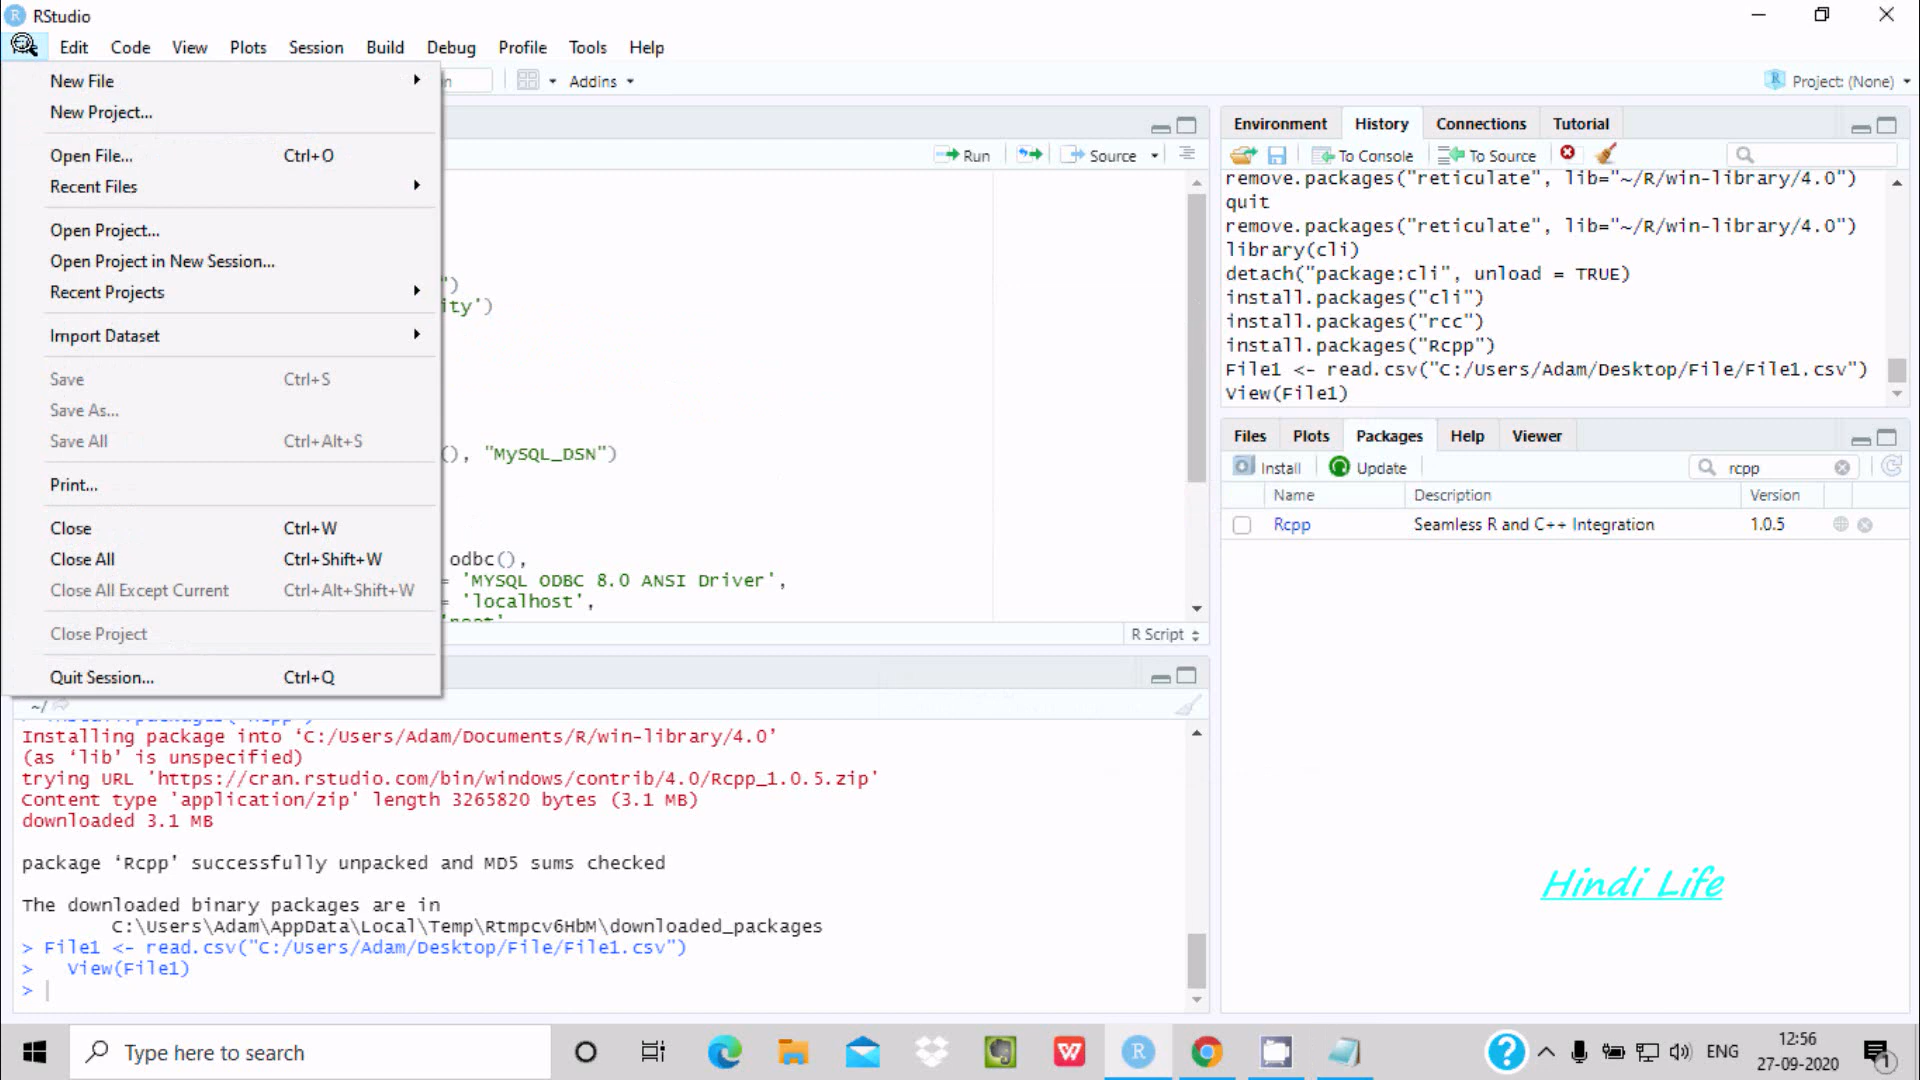 RStudio
Edit Code View Plots Session Build Debug Profile Tools Help
New File
New Project...
Open File... Ctrl+O
Recent Files
Open Project...
Open Project in New Session...
Recent Projects
Import Dataset
Save Ctrl+S
Save As...
Save All Ctrl+Alt+S
Print...
Close Ctrl+W
Close All Ctrl+Shift+W
Close All Except Current Ctrl+Alt+Shift+W
Close Project
Quit Session... Ctrl+Q
Addins
Project: (None)
Run Source
")
ity')
(), "MySQL_DSN")
odbc(),
= 'MYSQL ODBC 8.0 ANSI Driver',
= 'localhost',
R Script
Environment History Connections Tutorial
To Console To Source
remove.packages("reticulate", lib="~/R/win-library/4.0")
quit
remove.packages("reticulate", lib="~/R/win-library/4.0")
library(cli)
detach("package:cli", unload = TRUE)
install.packages("cli")
install.packages("rcc")
install.packages("Rcpp")
File1 <- read.csv("C:/Users/Adam/Desktop/File/File1.csv")
View(File1)
Files Plots Packages Help Viewer
Install Update rcpp
Name Description Version
Rcpp Seamless R and C++ Integration 1.0.5
Hindi Life
~/
Installing package into ‘C:/Users/Adam/Documents/R/win-library/4.0’
(as ‘lib’ is unspecified)
trying URL 'https://cran.rstudio.com/bin/windows/contrib/4.0/Rcpp_1.0.5.zip'
Content type 'application/zip' length 3265820 bytes (3.1 MB)
downloaded 3.1 MB
package ‘Rcpp’ successfully unpacked and MD5 sums checked
The downloaded binary packages are in
C:\Users\Adam\AppData\Local\Temp\Rtmpcv6HbM\downloaded_packages
> File1 <- read.csv("C:/Users/Adam/Desktop/File/File1.csv")
> View(File1)
>
Type here to search
ENG
12:56
27-09-2020
1